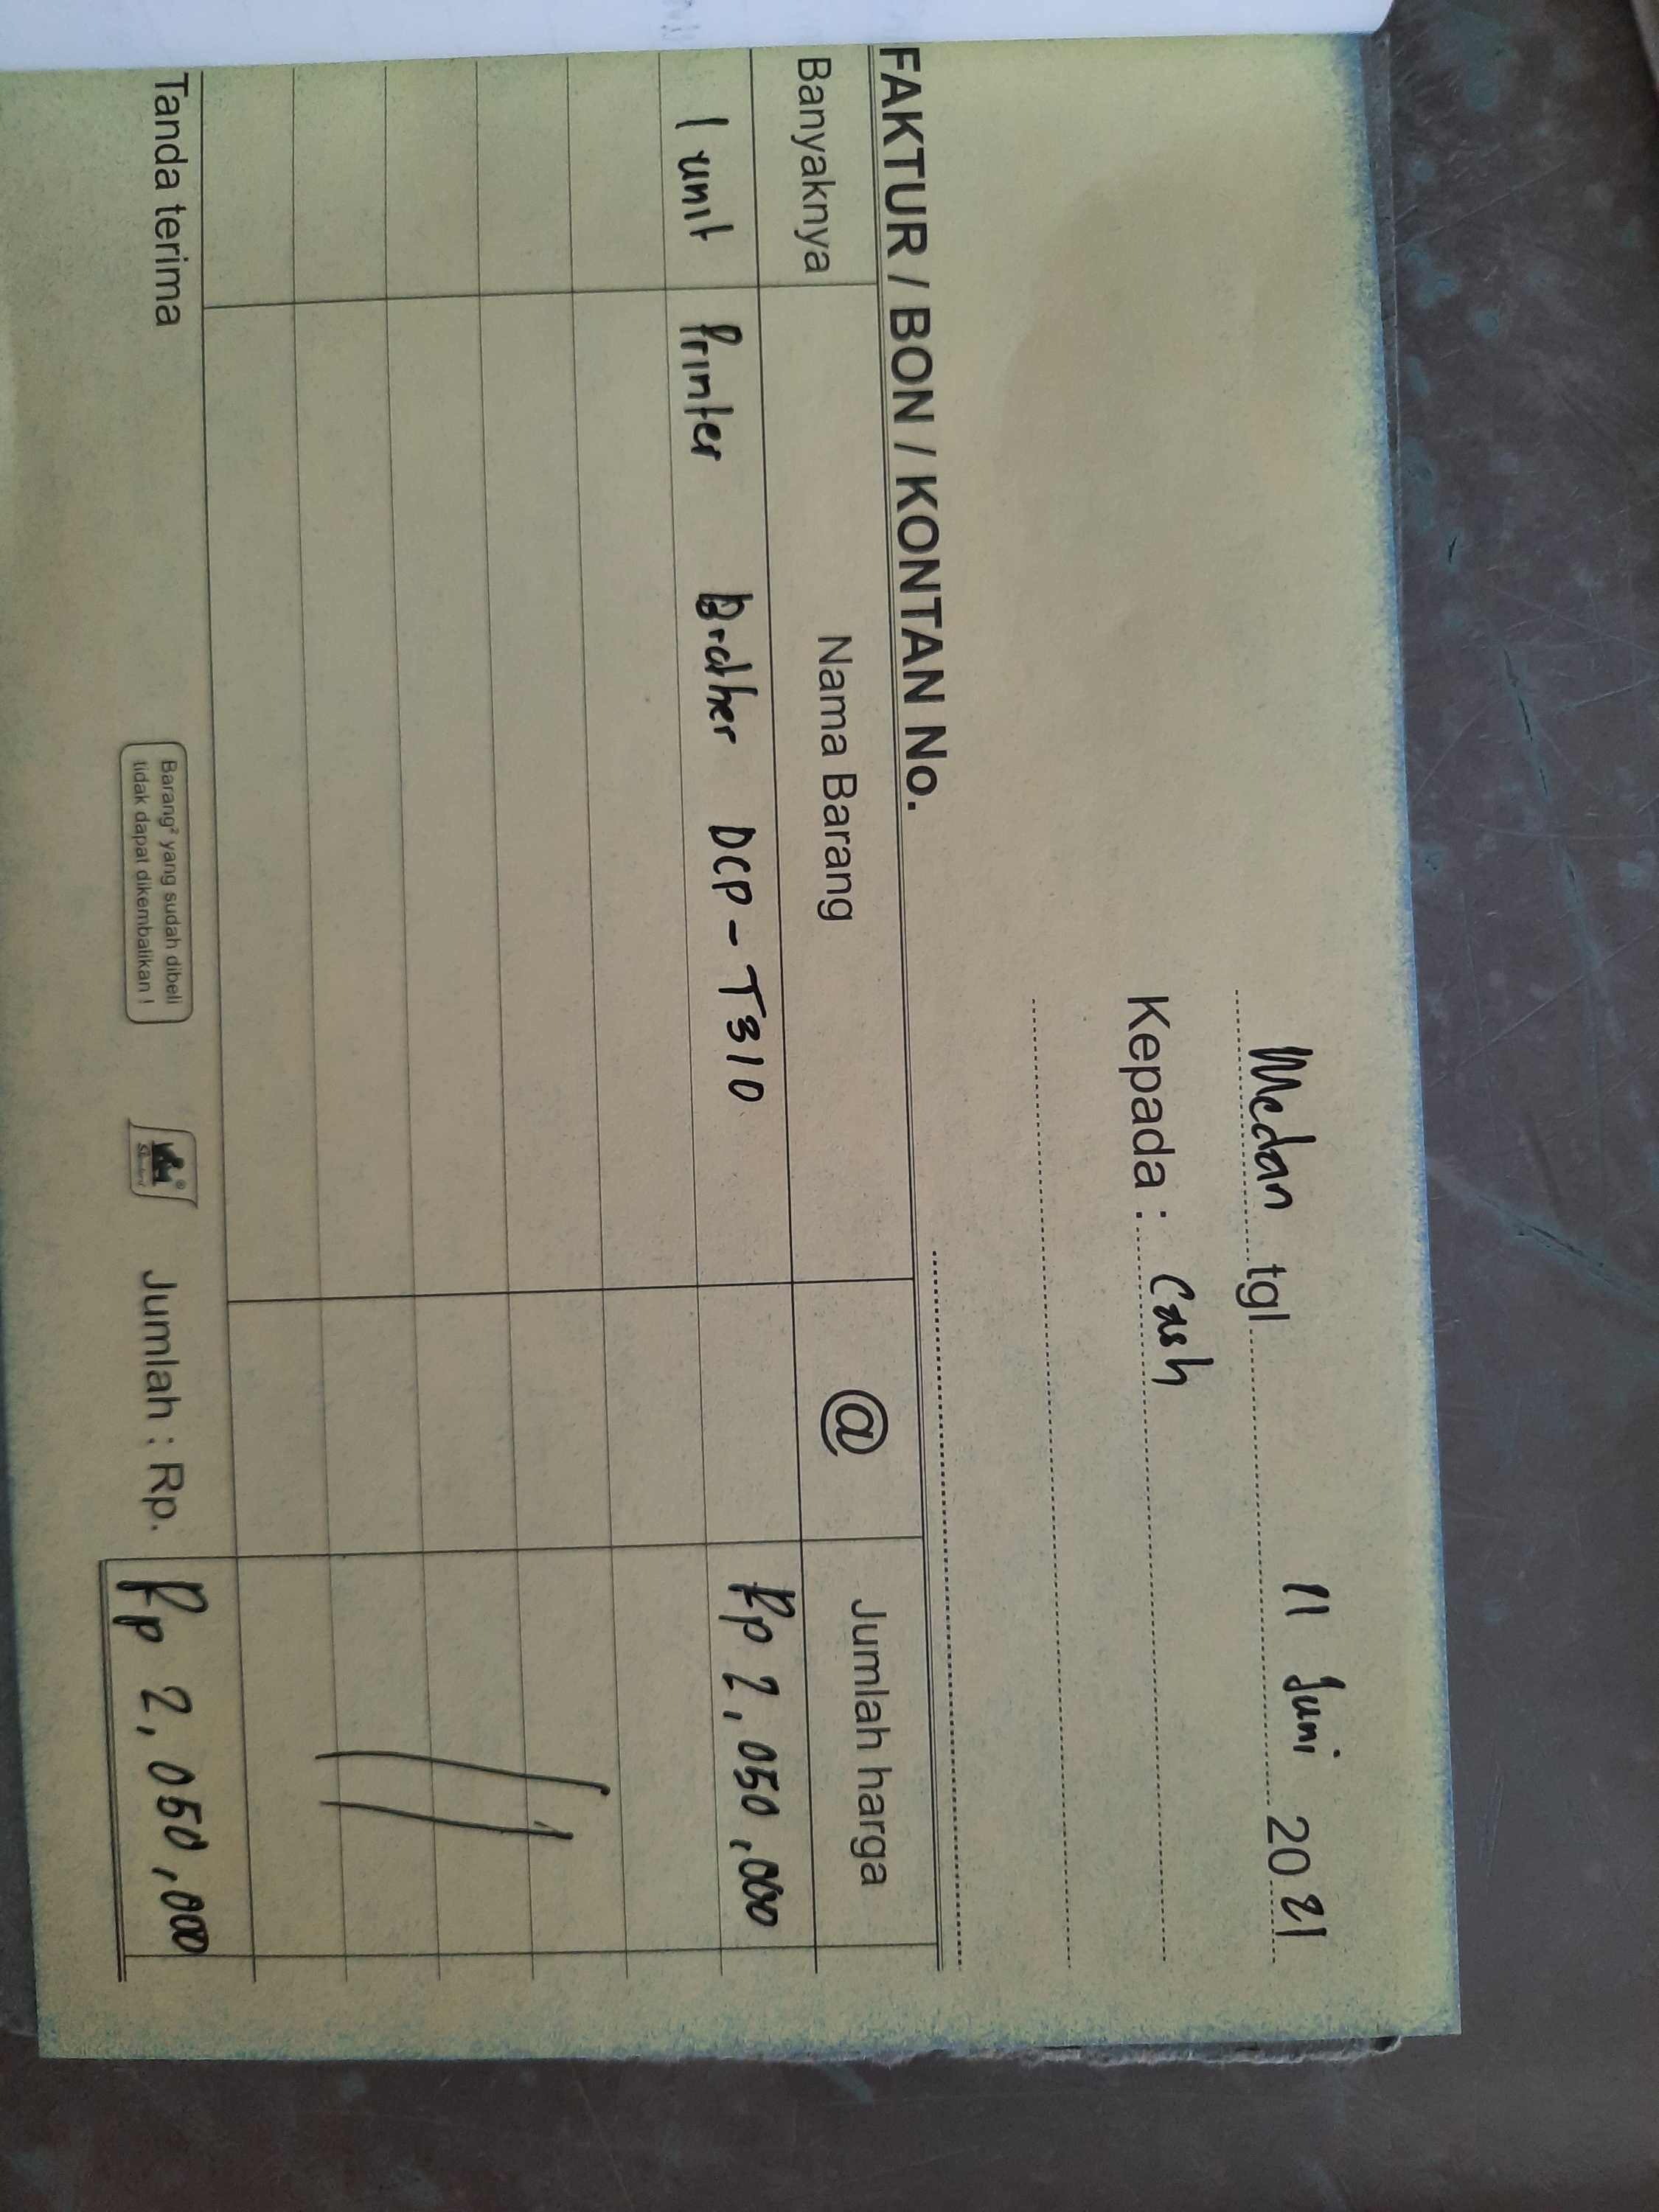 Medan tgl. 11 Juni 2021
Kepada : Cash
FAKTUR / BON / KONTAN No.
Banyaknya Nama Barang @ Jumlah harga
1 unit Printer Brother DCP-T310 Rp 2,050,000
Tanda terima
Barang² yang sudah dibeli
tidak dapat dikembalikan !
Jumlah : Rp. Rp 2,050,000